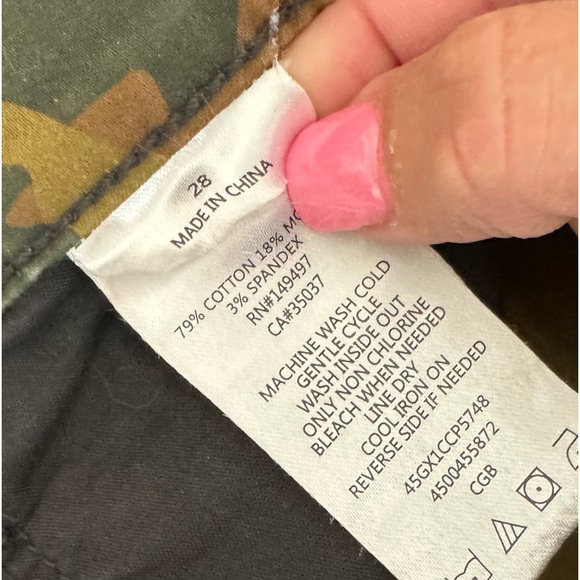 28
MADE IN CHINA
79% COTTON 18%
3% SPANDEX
RN#149497
CA#35037
MACHINE WASH COLD
GENTLE CYCLE
WASH INSIDE OUT
ONLY NON CHLORINE
BLEACH WHEN NEEDED
LINE DRY
COOL IRON ON
REVERSE SIDE IF NEEDED
45GX1CCP5748
4500455872
CGB